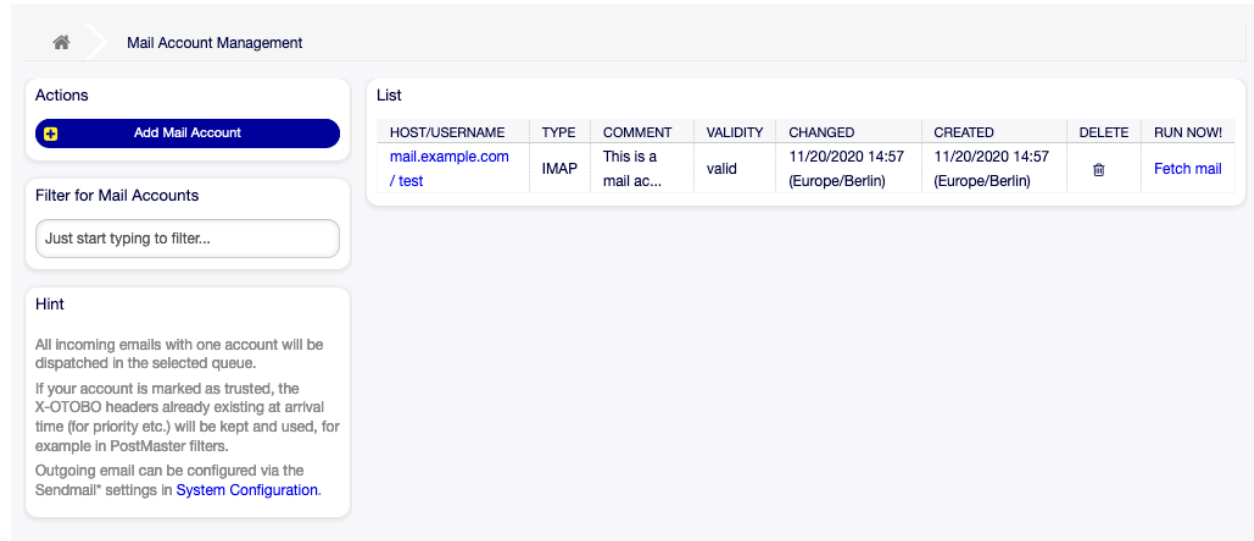 Mail Account Management
Actions
Add Mail Account
Filter for Mail Accounts
Just start typing to filter...
Hint
All incoming emails with one account will be
dispatched in the selected queue.
If your account is marked as trusted, the
X-OTOBO headers already existing at arrival
time (for priority etc.) will be kept and used, for
example in PostMaster filters.
Outgoing email can be configured via the
Sendmail* settings in System Configuration.
List
HOST/USERNAME TYPE COMMENT VALIDITY CHANGED CREATED DELETE RUN NOW!
mail.example.com This is a 11/20/2020 14:57 11/20/2020 14:57
IMAP valid Fetch mail
/ test mail ac... (Europe/Berlin) (Europe/Berlin)